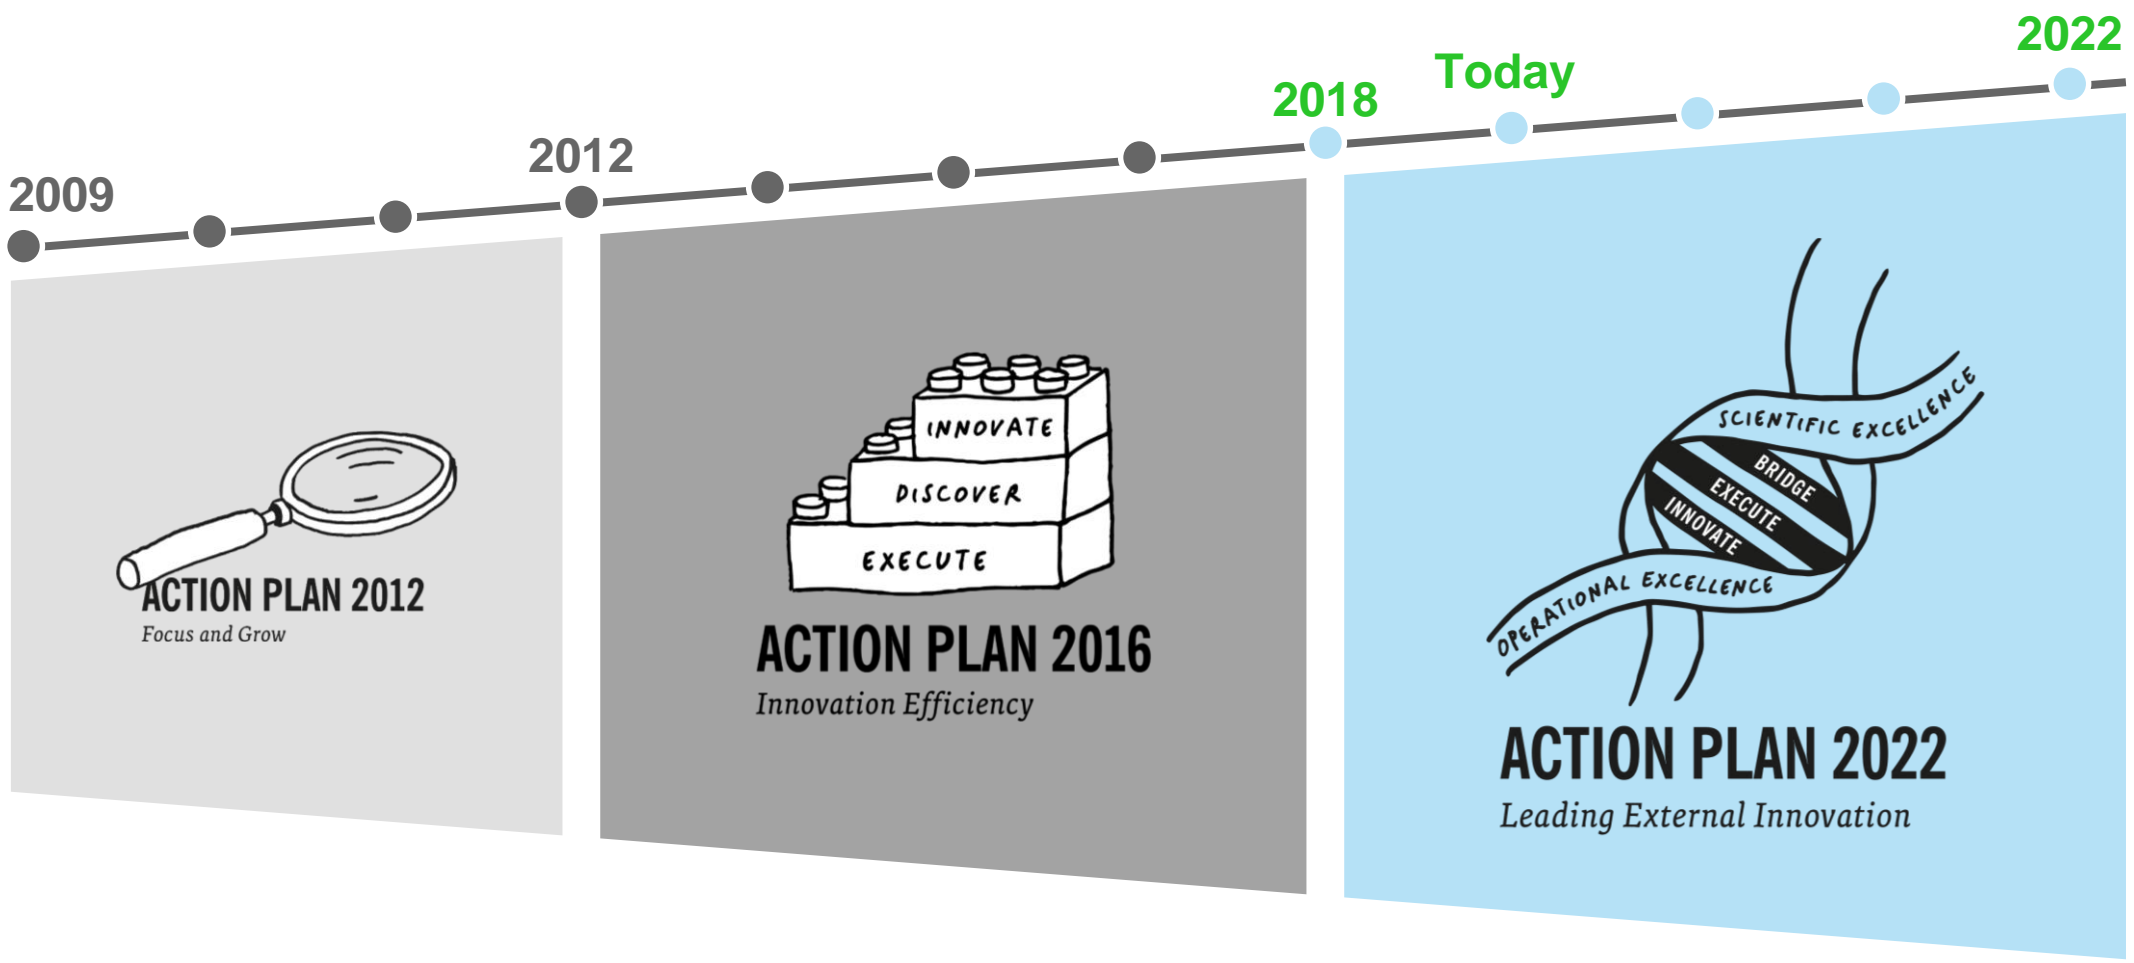 2009
2012
2018
Today
2022
ACTION PLAN 2012
Focus and Grow
INNOVATE
DISCOVER
EXECUTE
ACTION PLAN 2016
Innovation Efficiency
SCIENTIFIC EXCELLENCE
BRIDGE
EXECUTE
INNOVATE
OPERATIONAL EXCELLENCE
ACTION PLAN 2022
Leading External Innovation